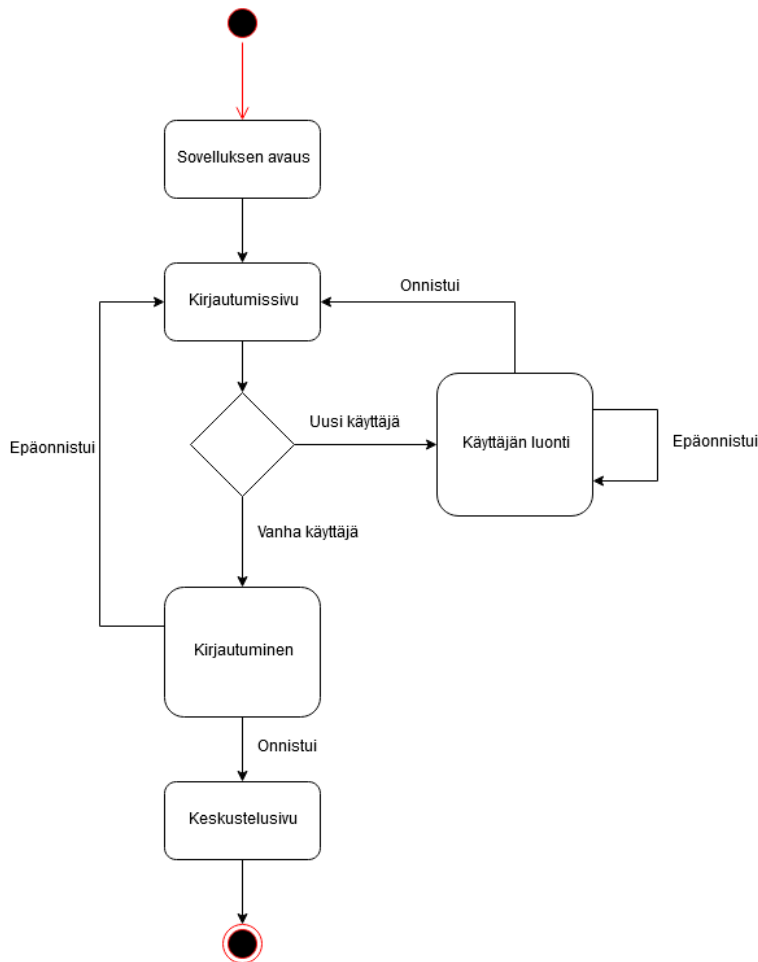 Sovelluksen avaus
Kirjautumissivu
Onnistui
Uusi käyttäjä
Käyttäjän luonti
Epäonnistui
Epäonnistui
Vanha käyttäjä
Kirjautuminen
Onnistui
Keskustelusivu